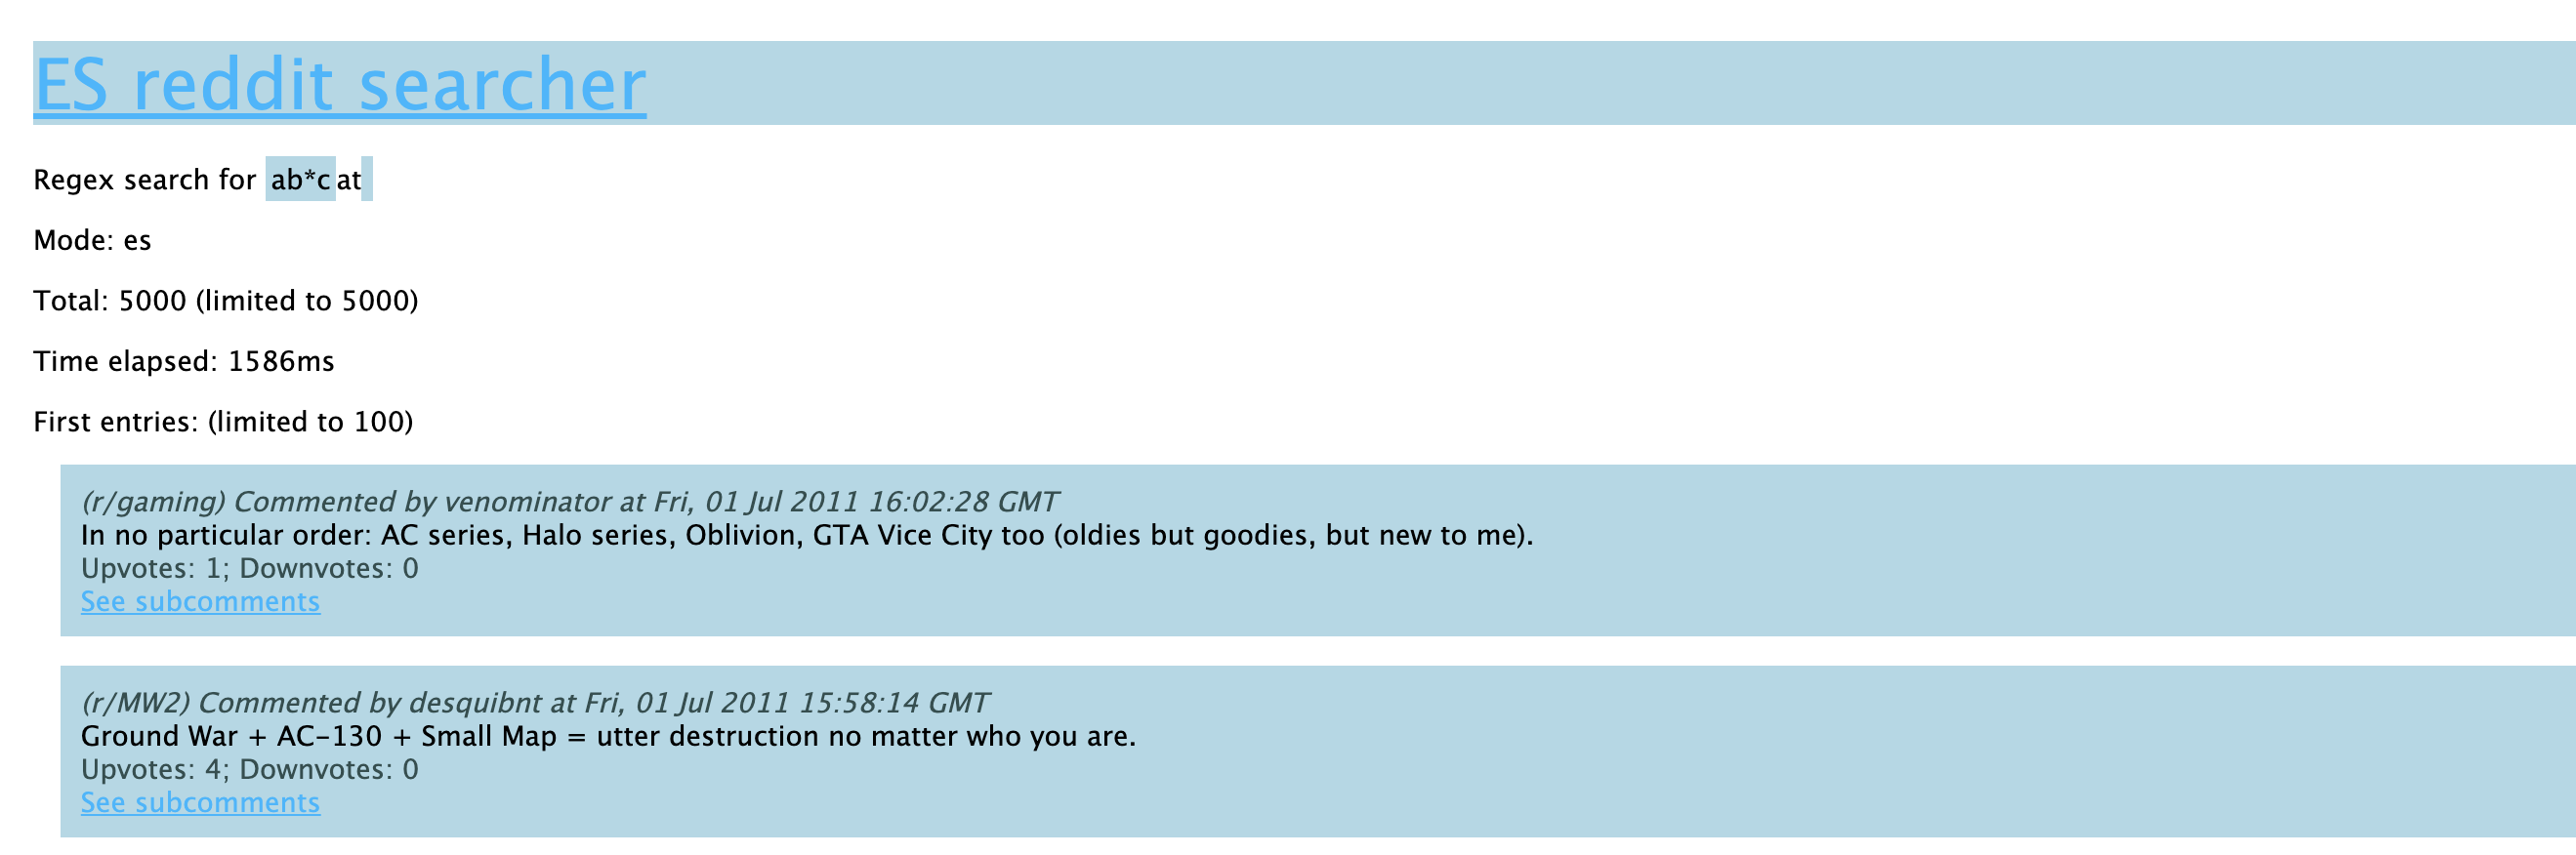 ES reddit searcher
Regex search for ab*c at
Mode: es
Total: 5000 (limited to 5000)
Time elapsed: 1586ms
First entries: (limited to 100)
(r/gaming) Commented by venominator at Fri, 01 Jul 2011 16:02:28 GMT
In no particular order: AC series, Halo series, Oblivion, GTA Vice City too (oldies but goodies, but new to me).
Upvotes: 1; Downvotes: 0
See subcomments
(r/MW2) Commented by desquibnt at Fri, 01 Jul 2011 15:58:14 GMT
Ground War + AC-130 + Small Map = utter destruction no matter who you are.
Upvotes: 4; Downvotes: 0
See subcomments